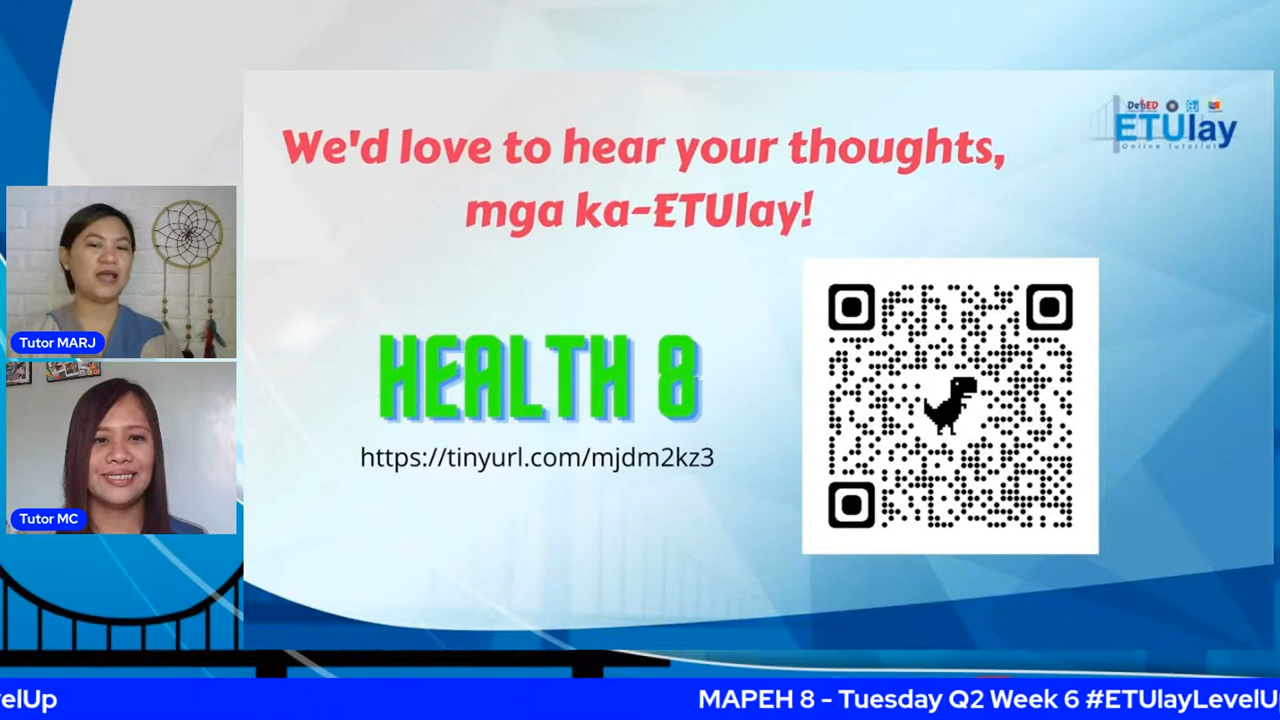 We'd love to hear your thoughts,
mga ka-ETUlay!
DepED
ETUlay
Online Tutorial
Tutor MARJ
HEALTH 8
https://tinyurl.com/mjdm2kz3
Tutor MC
velUp
MAPEH 8 - Tuesday Q2 Week 6 #ETUlayLevelU